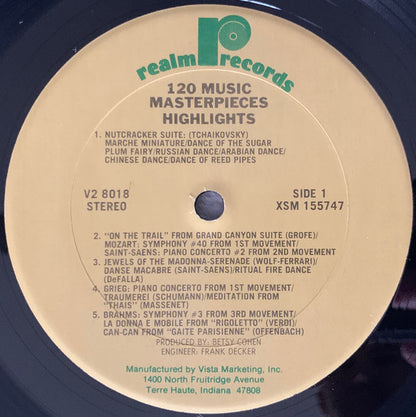 realm records
120 MUSIC
MASTERPIECES
HIGHLIGHTS
1. NUTCRACKER SUITE: (TCHAIKOVSKY)
MARCHE MINIATURE/DANCE OF THE SUGAR
PLUM FAIRY/RUSSIAN DANCE/ARABIAN DANCE/
CHINESE DANCE/DANCE OF REED PIPES
V2 8018
STEREO
SIDE 1
XSM 155747
2. "ON THE TRAIL" FROM GRAND CANYON SUITE (GROFE)/
MOZART: SYMPHONY #40 FROM 1ST MOVEMENT/
SAINT-SAENS: PIANO CONCERTO #2 FROM 2ND MOVEMENT
3. JEWELS OF THE MADONNA-SERENADE (WOLF-FERRARI)/
DANSE MACABRE (SAINT-SAENS)/RITUAL FIRE DANCE
(DeFALLA)
4. GRIEG: PIANO CONCERTO FROM 1ST MOVEMENT/
TRAUMEREI (SCHUMANN)/MEDITATION FROM
"THAIS" (MASSENET)
5. BRAHMS: SYMPHONY #3 FROM 3RD MOVEMENT/
LA DONNA E MOBILE FROM "RIGOLETTO" (VERDI)/
CAN-CAN FROM "GAITE PARISIENNE" (OFFENBACH)
PRODUCED BY: BETSY COHEN
ENGINEER: FRANK DECKER
Manufactured by Vista Marketing, Inc.
1400 North Fruitridge Avenue
Terre Haute, Indiana 47808